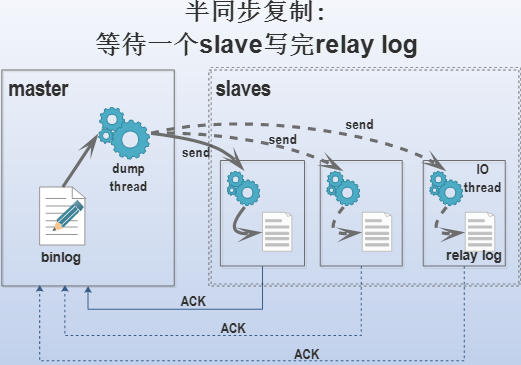 半同步复制:
等待一个slave写完relay log
master
slaves
dump
thread
send
send
send
IO
thread
binlog
relay log
ACK
ACK
ACK